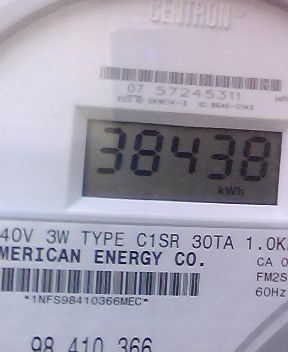 CENTRON®
07 57245311
38438
kWh
40V 3W TYPE C1SR 30TA 1.0K
MERICAN ENERGY CO.
CA 0
FM2S
60Hz
*1NFS98410366MEC*
98 410 366